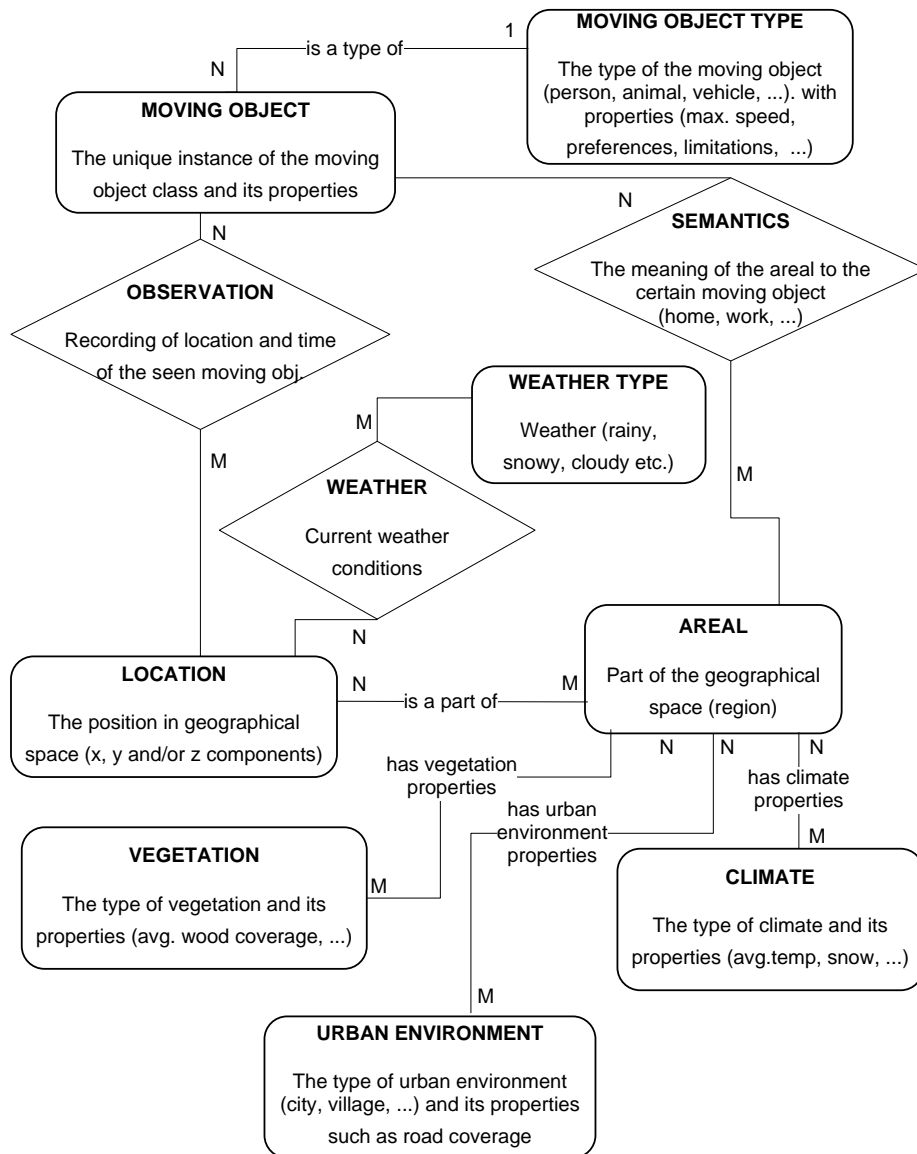 MOVING OBJECT TYPE
The type of the moving object
(person, animal, vehicle, ...). with
properties (max. speed,
preferences, limitations, ...)
1
is a type of
N
MOVING OBJECT
The unique instance of the moving
object class and its properties
N
N
SEMANTICS
The meaning of the areal to the
certain moving object
(home, work, ...)
OBSERVATION
Recording of location and time
of the seen moving obj.
WEATHER TYPE
Weather (rainy,
snowy, cloudy etc.)
M
M
M
WEATHER
Current weather
conditions
N
AREAL
Part of the geographical
space (region)
LOCATION
The position in geographical
space (x, y and/or z components)
N
is a part of
M
N
N
N
has vegetation
properties
has urban
environment
properties
has climate
properties
M
M
VEGETATION
The type of vegetation and its
properties (avg. wood coverage, ...)
CLIMATE
The type of climate and its
properties (avg.temp, snow, ...)
M
URBAN ENVIRONMENT
The type of urban environment
(city, village, ...) and its properties
such as road coverage